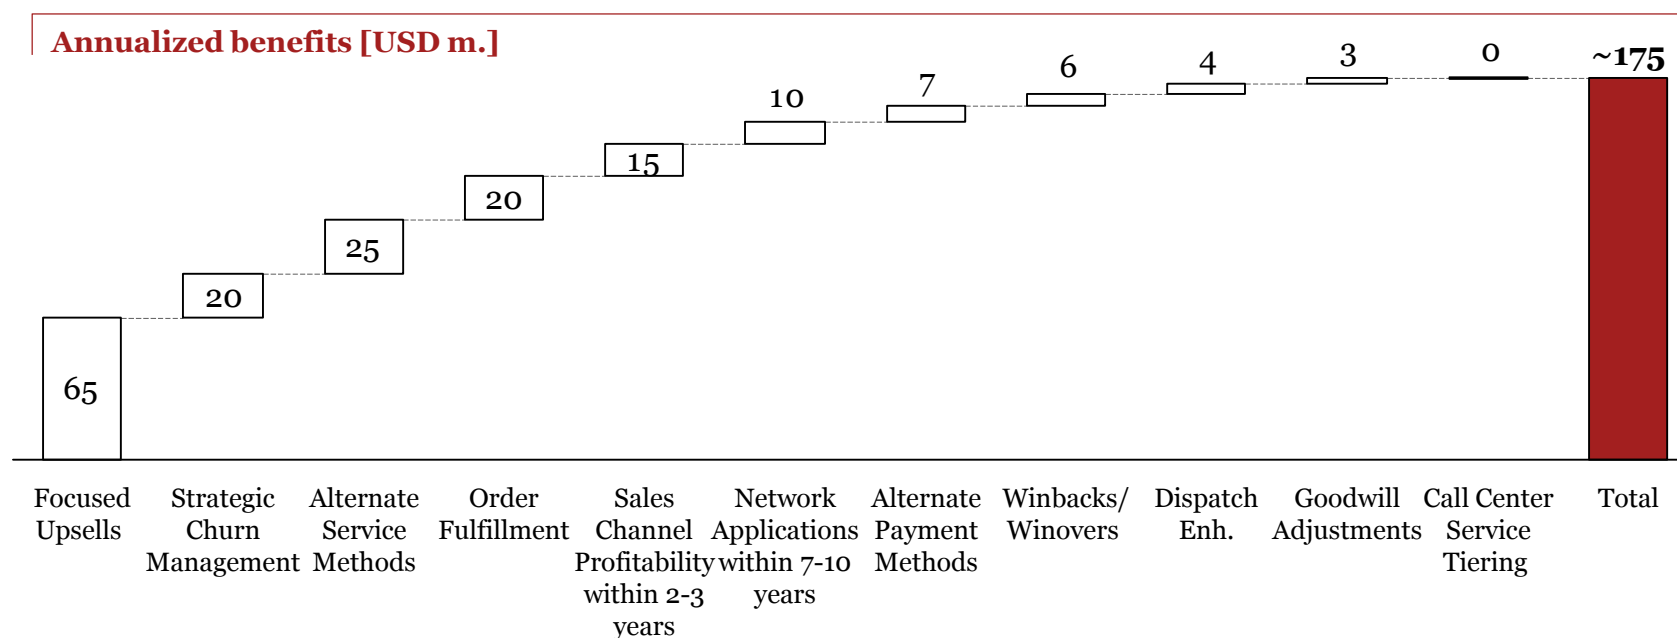 Annualized benefits [USD m.]
65
20
25
20
15
10
7
6
4
3
0
~175
Focused
Upsells
Strategic
Churn
Management
Alternate
Service
Methods
Order
Fulfillment
Sales
Channel
Profitability
within 2-3
years
Network
Applications
within 7-10
years
Alternate
Payment
Methods
Winbacks/
Winovers
Dispatch
Enh.
Goodwill
Adjustments
Call Center
Service
Tiering
Total